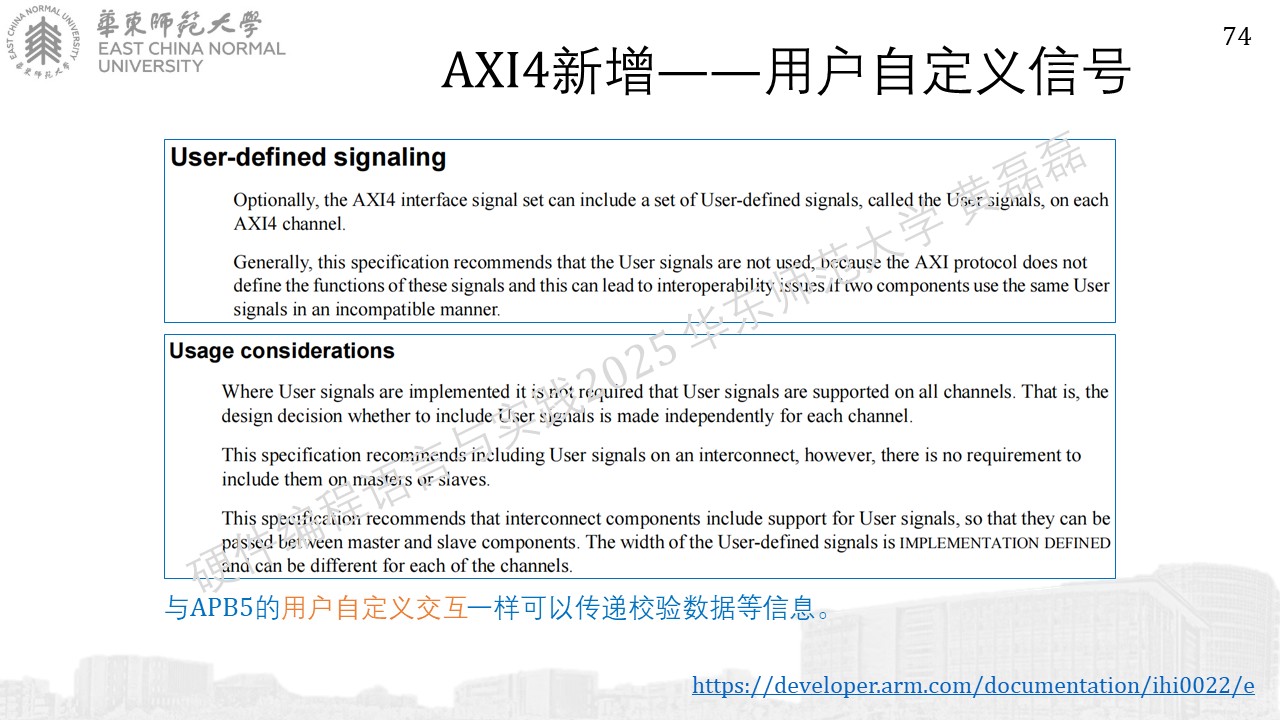 華東師範大學
EAST CHINA NORMAL
UNIVERSITY
EAST CHINA NORMAL UNIVERSITY
華東師範大學
74
AXI4新增——用户自定义信号
User-defined signaling
Optionally, the AXI4 interface signal set can include a set of User-defined signals, called the User signals, on each
AXI4 channel.
Generally, this specification recommends that the User signals are not used, because the AXI protocol does not
define the functions of these signals and this can lead to interoperability issues if two components use the same User
signals in an incompatible manner.
Usage considerations
Where User signals are implemented it is not required that User signals are supported on all channels. That is, the
design decision whether to include User signals is made independently for each channel.
This specification recommends including User signals on an interconnect, however, there is no requirement to
include them on masters or slaves.
This specification recommends that interconnect components include support for User signals, so that they can be
passed between master and slave components. The width of the User-defined signals is IMPLEMENTATION DEFINED
and can be different for each of the channels.
硬件编程语言与实践2025 华东师范大学 黄磊磊
与APB5的用户自定义交互一样可以传递校验数据等信息。
https://developer.arm.com/documentation/ihi0022/e